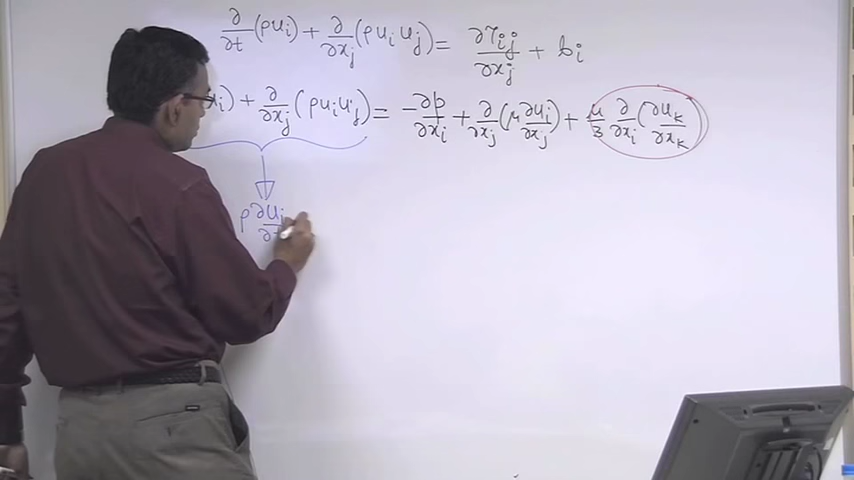 ∂/∂t (ρu_i) + ∂/∂x_j (ρu_i u_j) = ∂τ_ij/∂x_j + b_i
u_i) + ∂/∂x_j (ρu_i u_j) = -∂p/∂x_i + ∂/∂x_j (μ ∂u_i/∂x_j) + μ/3 ∂/∂x_i (∂u_k/∂x_k)
ρ ∂u_i/∂t